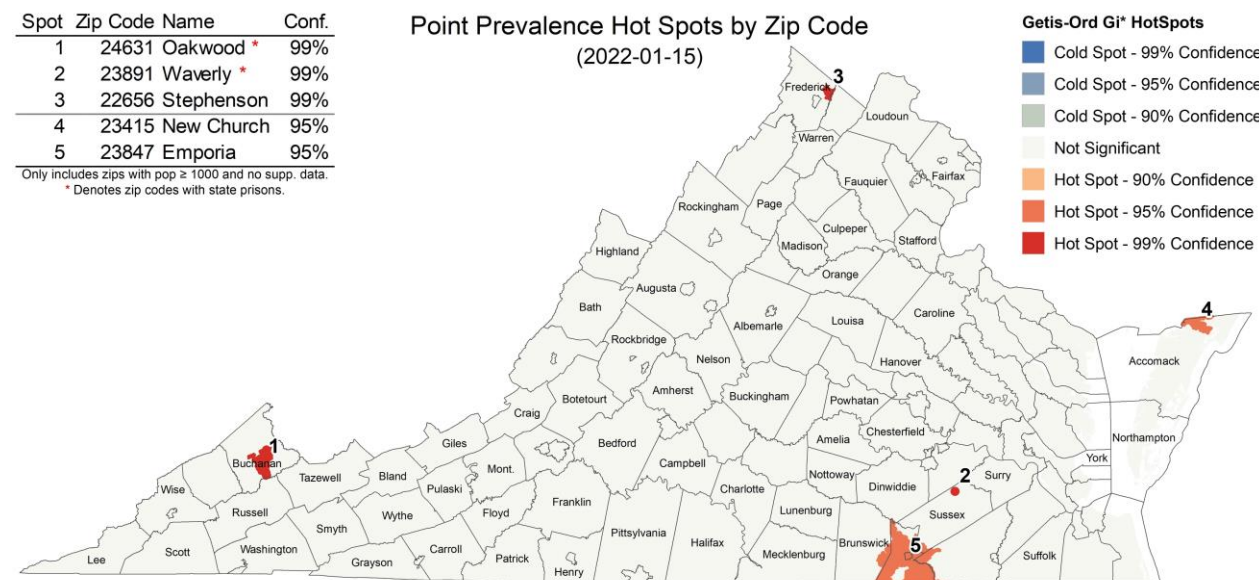 Point Prevalence Hot Spots by Zip Code
(2022-01-15)
Spot Zip Code Name Conf.
1 24631 Oakwood * 99%
2 23891 Waverly * 99%
3 22656 Stephenson 99%
4 23415 New Church 95%
5 23847 Emporia 95%
Only includes zips with pop ≥ 1000 and no supp. data.
* Denotes zip codes with state prisons.
Getis-Ord Gi* HotSpots
Cold Spot - 99% Confidence
Cold Spot - 95% Confidence
Cold Spot - 90% Confidence
Not Significant
Hot Spot - 90% Confidence
Hot Spot - 95% Confidence
Hot Spot - 99% Confidence
3
Frederick
Loudoun
Warren
Fairfax
Fauquier
Page
Rockingham
Culpeper
Madison
Stafford
Highland
Orange
Augusta
Bath
Caroline
4
Louisa
Albemarle
Rockbridge
Nelson
Hanover
Accomack
Amherst
Buckingham
Botetourt
Powhatan
Craig
Chesterfield
Amelia
Northampton
Giles
Bedford
1
Buchanan
Campbell
York
Mont.
Tazewell
Bland
Nottoway
Surry
2
Pulaski
Charlotte
Dinwiddie
Wise
Franklin
Russell
Wythe
Floyd
Lunenburg
Sussex
Smyth
Pittsylvania
Halifax
Brunswick
5
Washington
Carroll
Mecklenburg
Suffolk
Scott
Lee
Grayson
Patrick
Henry